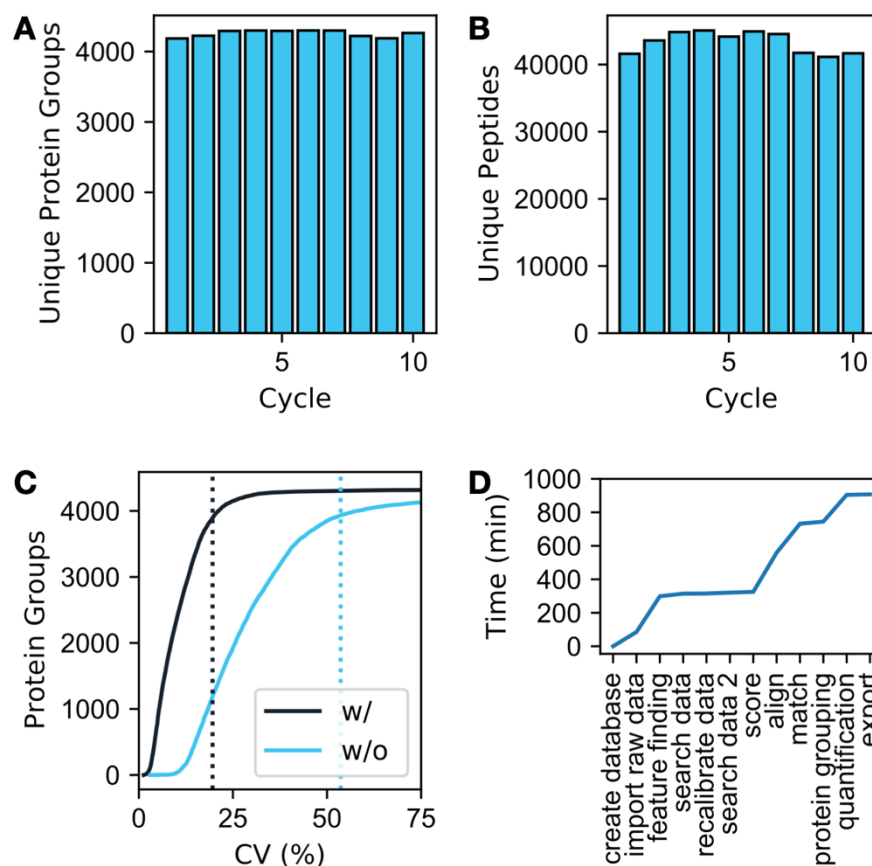 A
Unique Protein Groups
4000
3000
2000
1000
0
5
10
Cycle
B
Unique Peptides
40000
30000
20000
10000
0
5
10
Cycle
C
Protein Groups
4000
3000
2000
1000
0
0
25
50
75
CV (%)
w/
w/o
D
Time (min)
1000
800
600
400
200
0
create database
import raw data
feature finding
search data
recalibrate data
search data 2
score
align
match
protein grouping
quantification
export